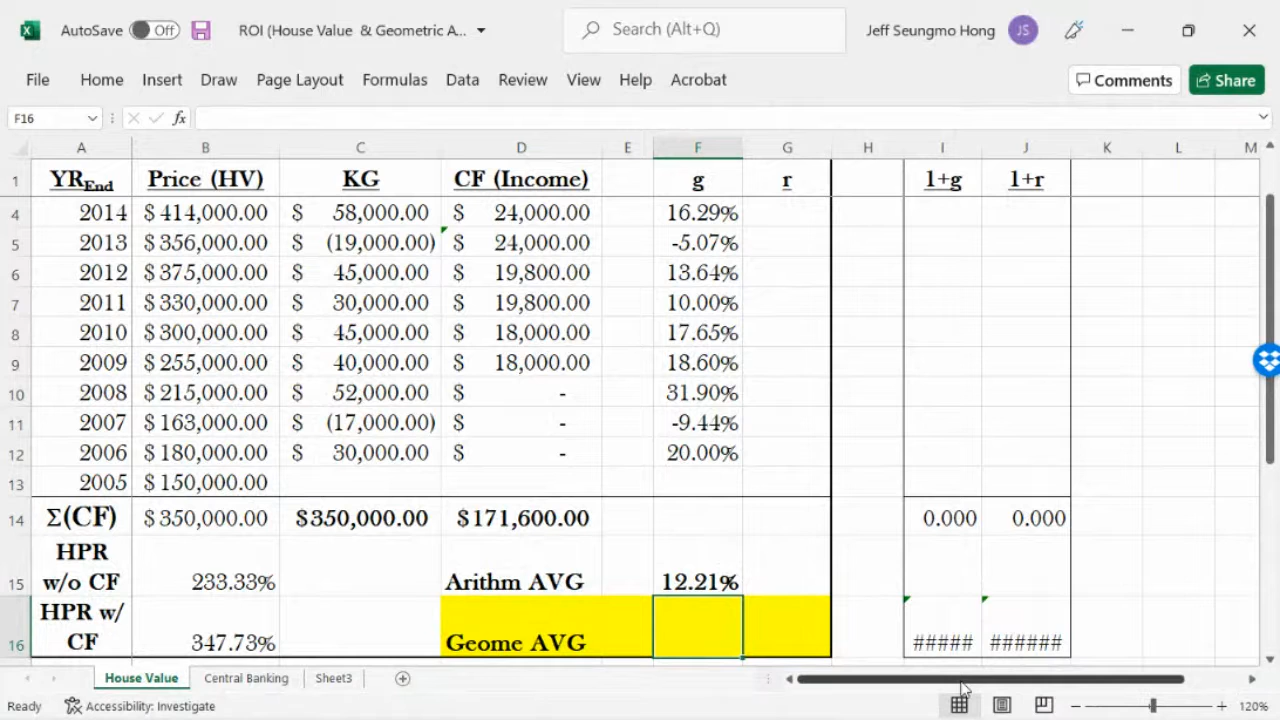 AutoSave Off ROI (House Value & Geometric A... Search (Alt+Q) Jeff Seungmo Hong JS
File Home Insert Draw Page Layout Formulas Data Review View Help Acrobat Comments Share
F16 fx
A B C D E F G H I J K L M
1 YREnd Price (HV) KG CF (Income) g r 1+g 1+r
4 2014 $ 414,000.00 $ 58,000.00 $ 24,000.00 16.29%
5 2013 $ 356,000.00 $ (19,000.00) $ 24,000.00 -5.07%
6 2012 $ 375,000.00 $ 45,000.00 $ 19,800.00 13.64%
7 2011 $ 330,000.00 $ 30,000.00 $ 19,800.00 10.00%
8 2010 $ 300,000.00 $ 45,000.00 $ 18,000.00 17.65%
9 2009 $ 255,000.00 $ 40,000.00 $ 18,000.00 18.60%
10 2008 $ 215,000.00 $ 52,000.00 $ - 31.90%
11 2007 $ 163,000.00 $ (17,000.00) $ - -9.44%
12 2006 $ 180,000.00 $ 30,000.00 $ - 20.00%
13 2005 $ 150,000.00
14 Σ(CF) $ 350,000.00 $350,000.00 $171,600.00 0.000 0.000
HPR
15 w/o CF 233.33% Arithm AVG 12.21%
HPR w/
16 CF 347.73% Geome AVG ##### ######
House Value Central Banking Sheet3
Ready Accessibility: Investigate 120%